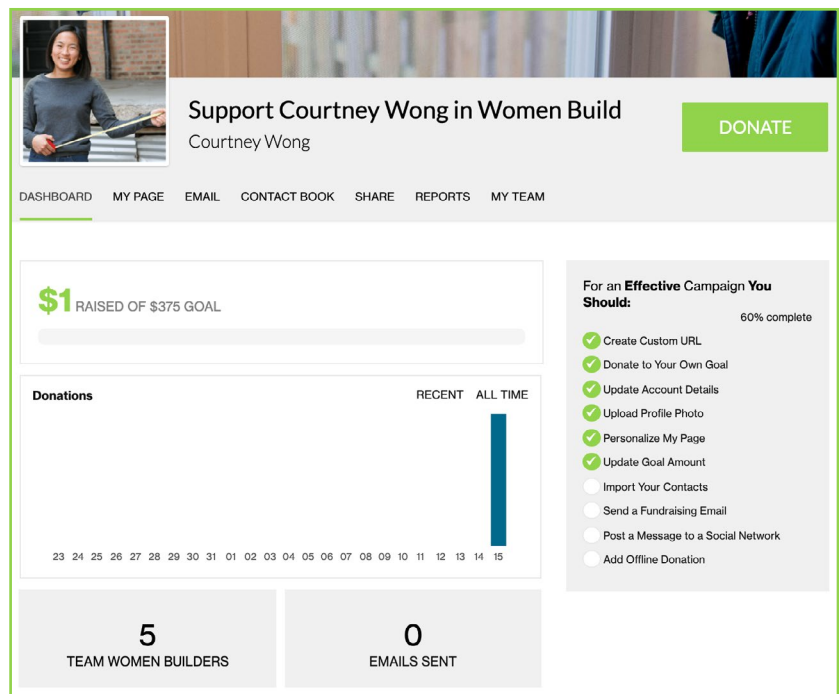 Support Courtney Wong in Women Build
Courtney Wong
DONATE
DASHBOARD MY PAGE EMAIL CONTACT BOOK SHARE REPORTS MY TEAM
$1 RAISED OF $375 GOAL
Donations RECENT ALL TIME
23 24 25 26 27 28 29 30 31 01 02 03 04 05 06 07 08 09 10 11 12 13 14 15
5
TEAM WOMEN BUILDERS
0
EMAILS SENT
For an Effective Campaign You
Should:
60% complete
Create Custom URL
Donate to Your Own Goal
Update Account Details
Upload Profile Photo
Personalize My Page
Update Goal Amount
Import Your Contacts
Send a Fundraising Email
Post a Message to a Social Network
Add Offline Donation